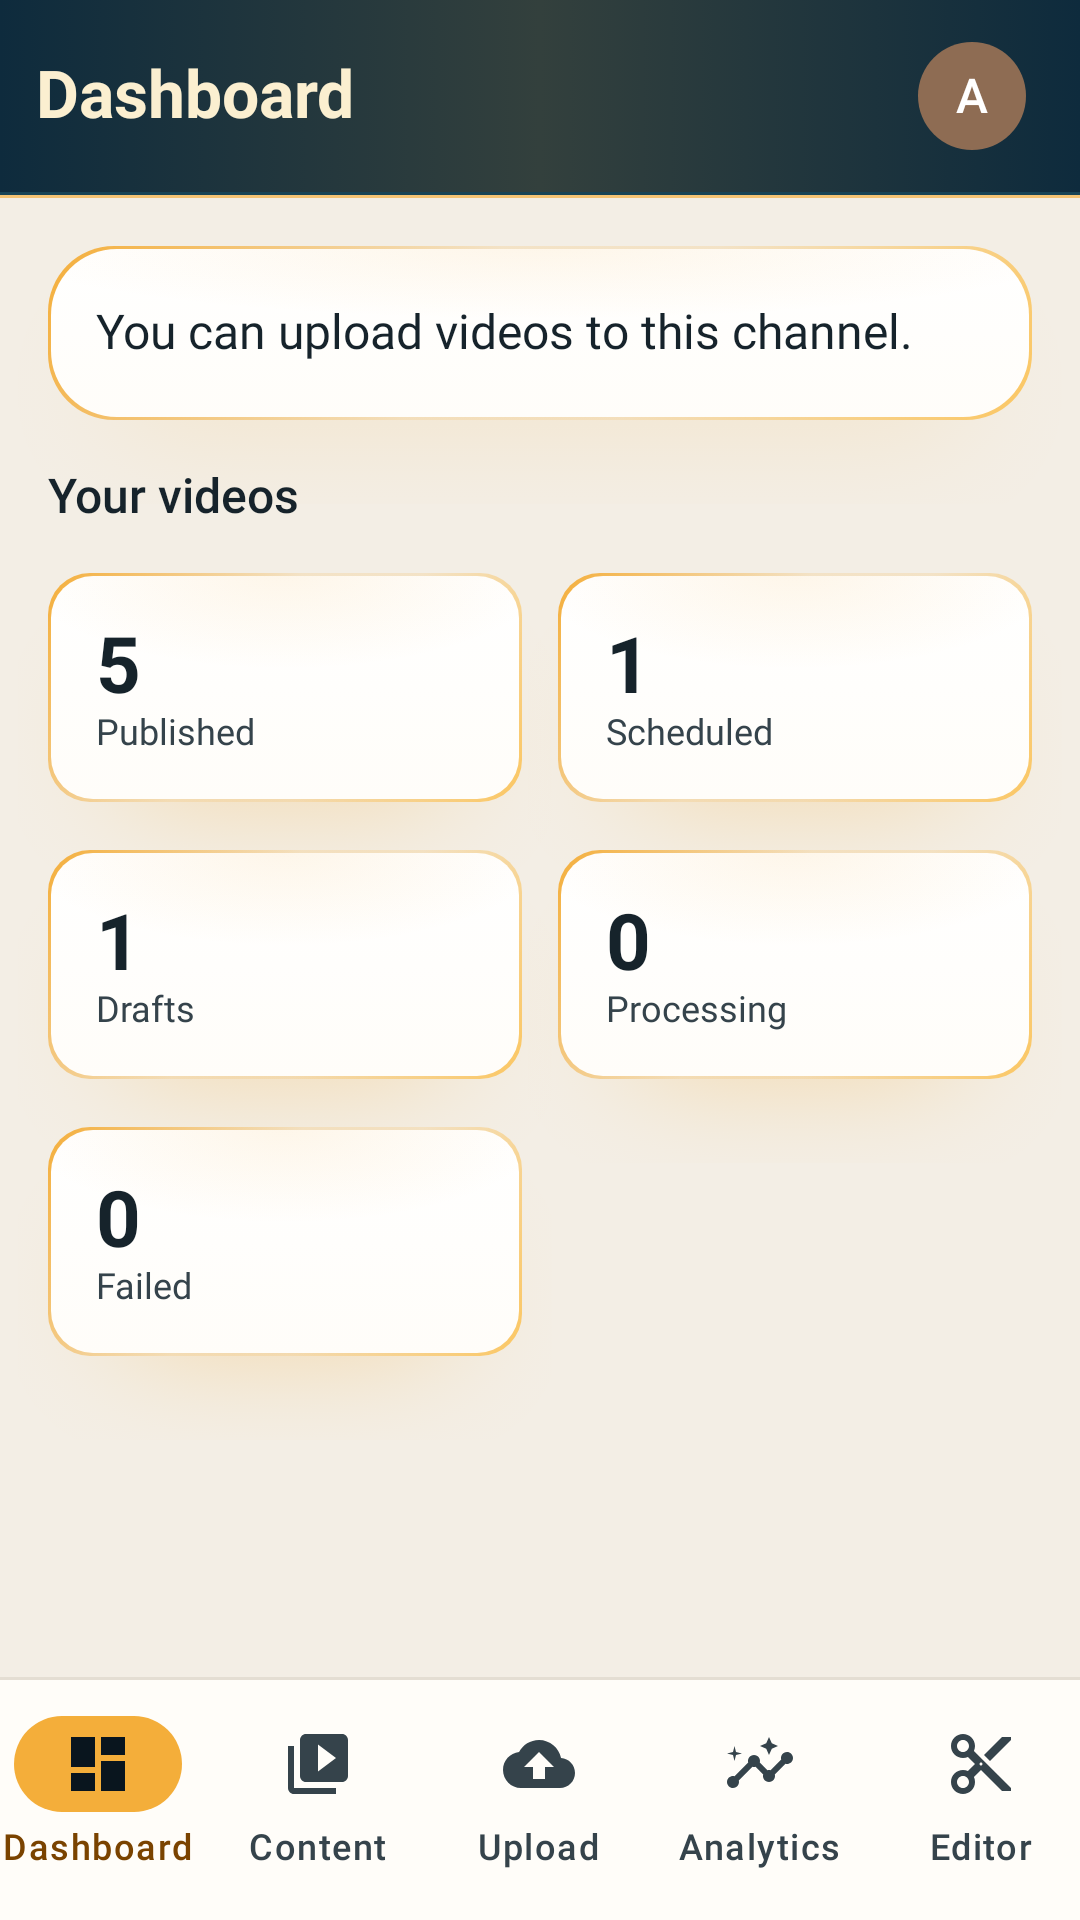 Dashboard
A
You can upload videos to this channel.
Your videos
5
Published
1
Scheduled
1
Drafts
0
Processing
0
Failed
Dashboard
Content
Upload
Analytics
Editor